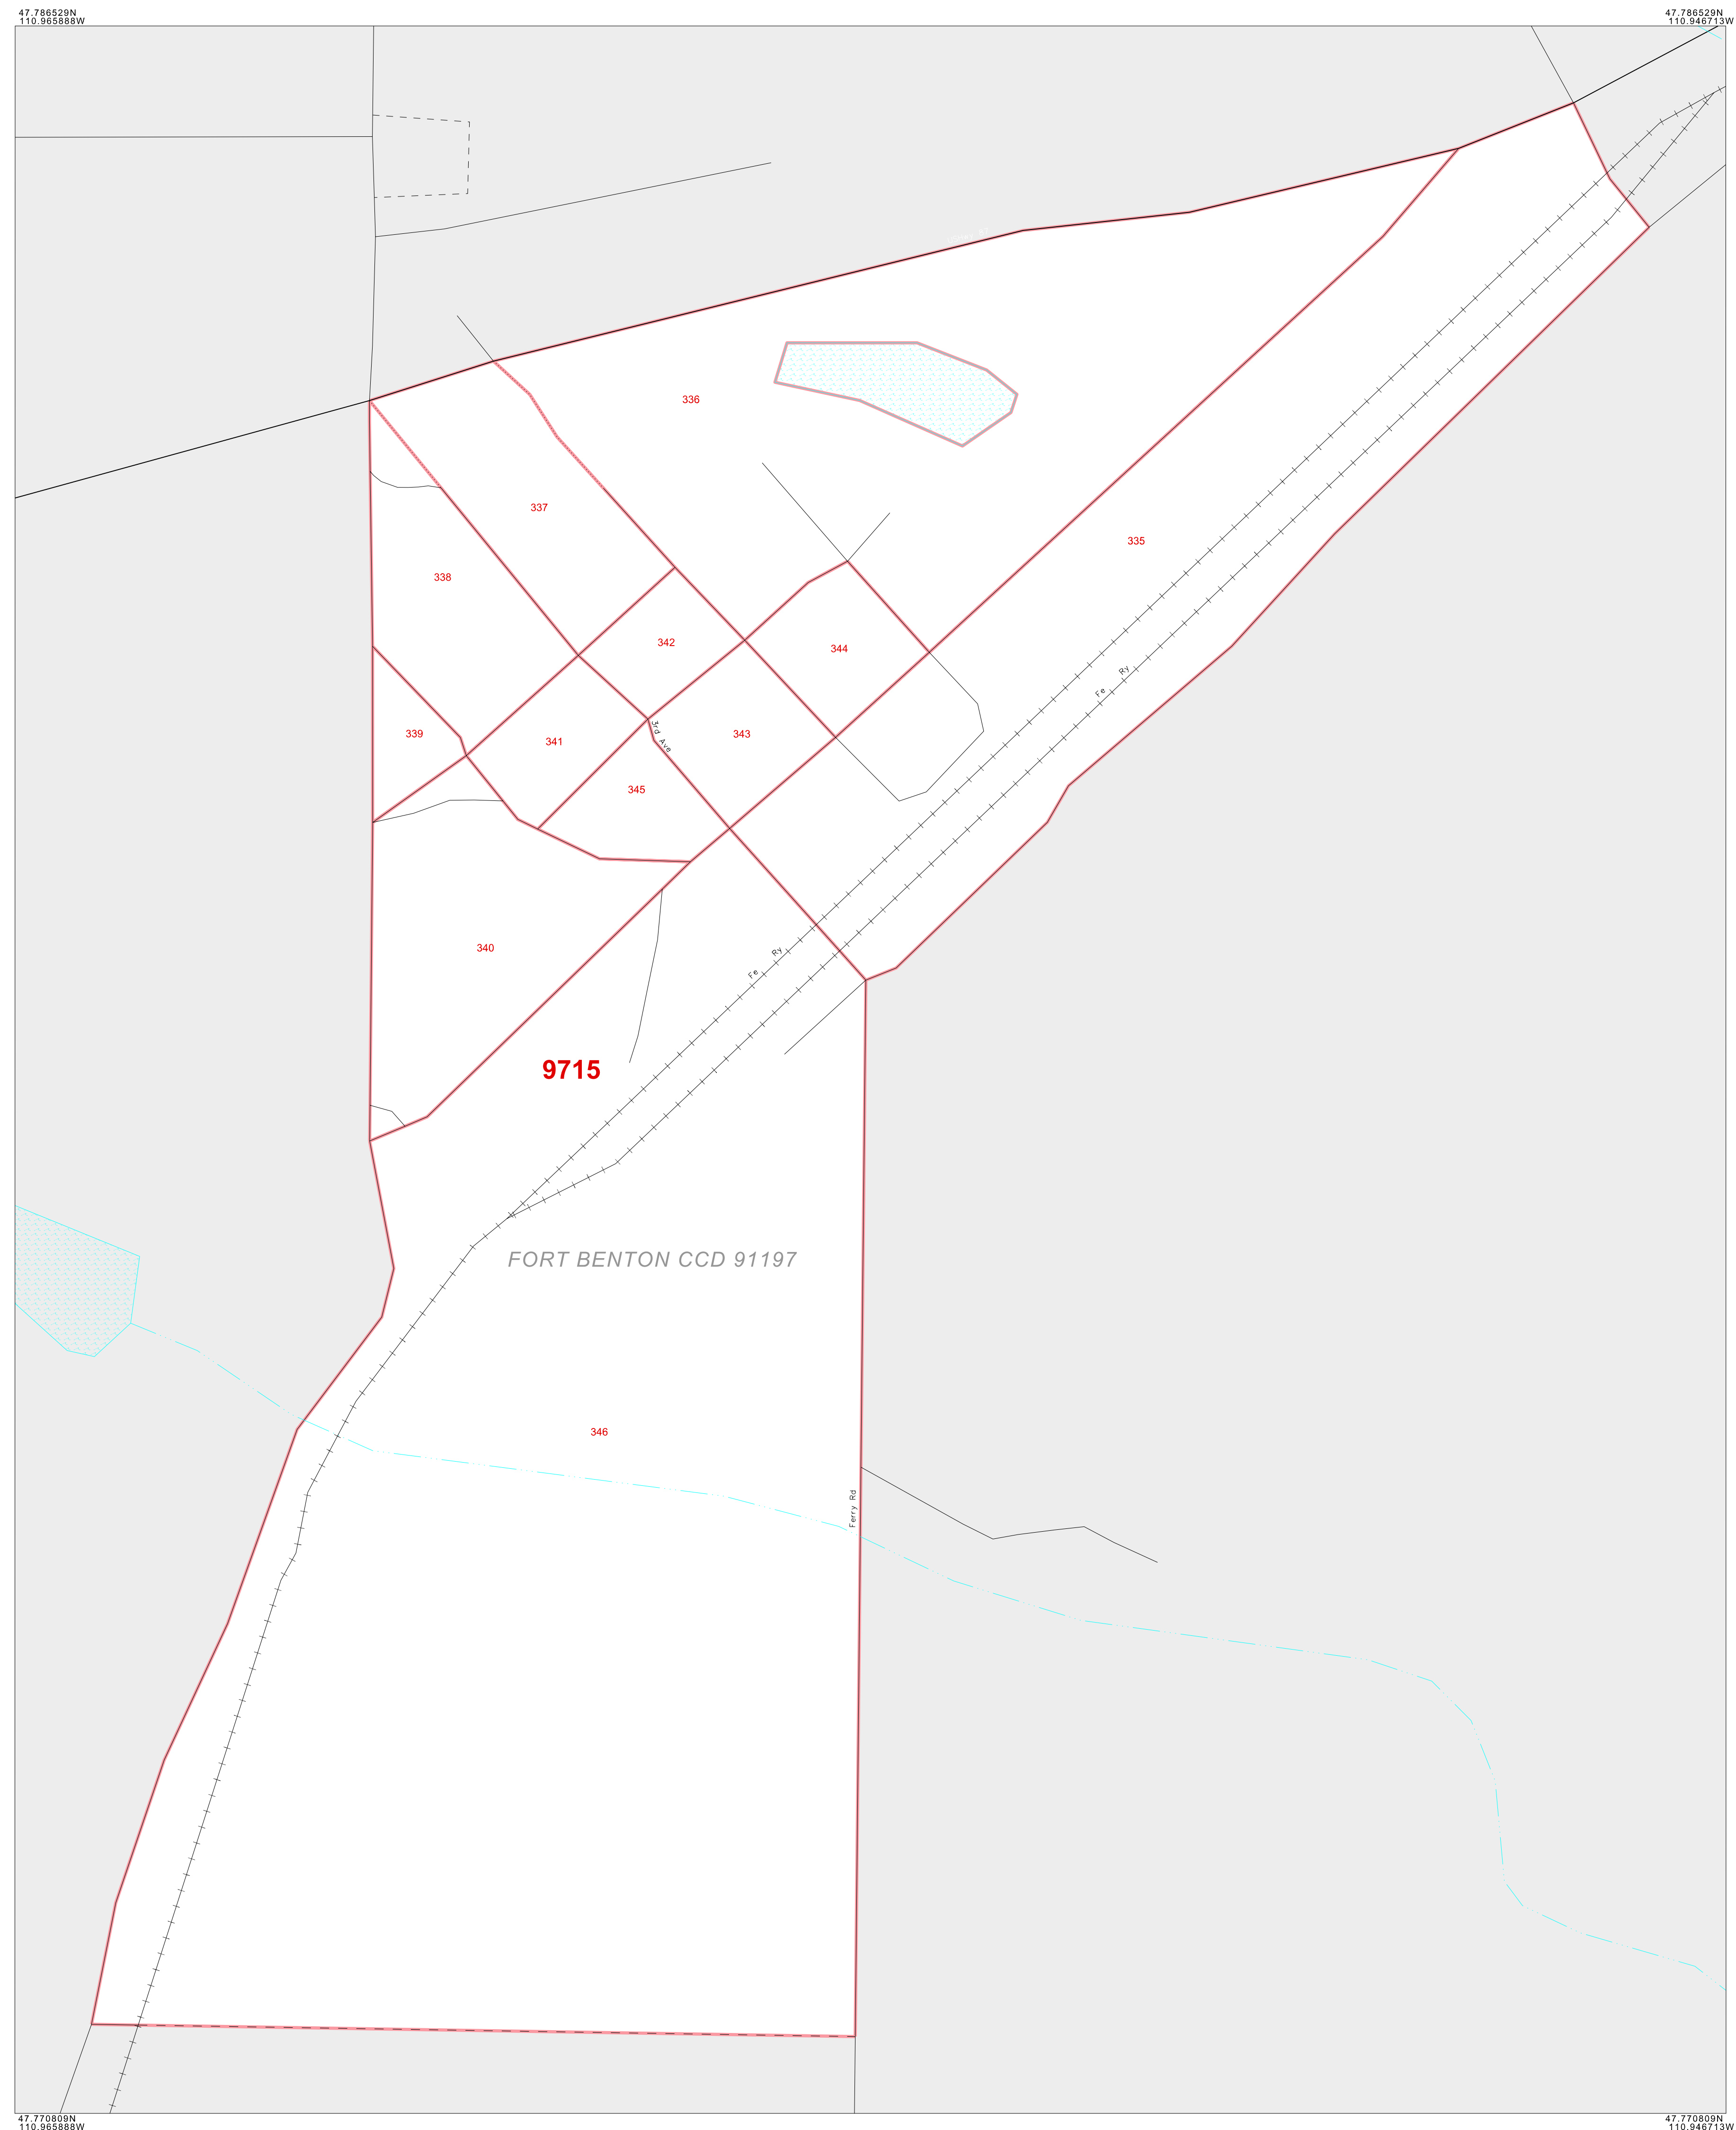 47.786529N
110.965888W
47.786529N
110.946713W
336
337
335
338
342
344
339
341
3rd Ave
343
345
Fe Ry
340
Fe Ry
9715
FORT BENTON CCD 91197
346
Ferry Rd
47.770809N
110.965888W
47.770809N
110.946713W